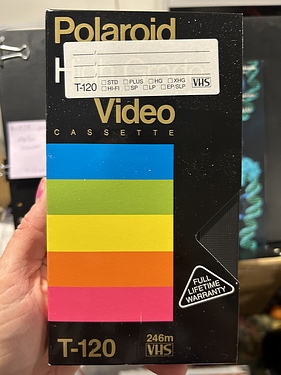 Polaroid
T-120 □ STD □ PLUS □ HG □ XHG
□ HI-FI □ SP □ LP □ EP/SLP VHS
Video
CASSETTE
FULL
LIFETIME
WARRANTY
246m
T-120 VHS